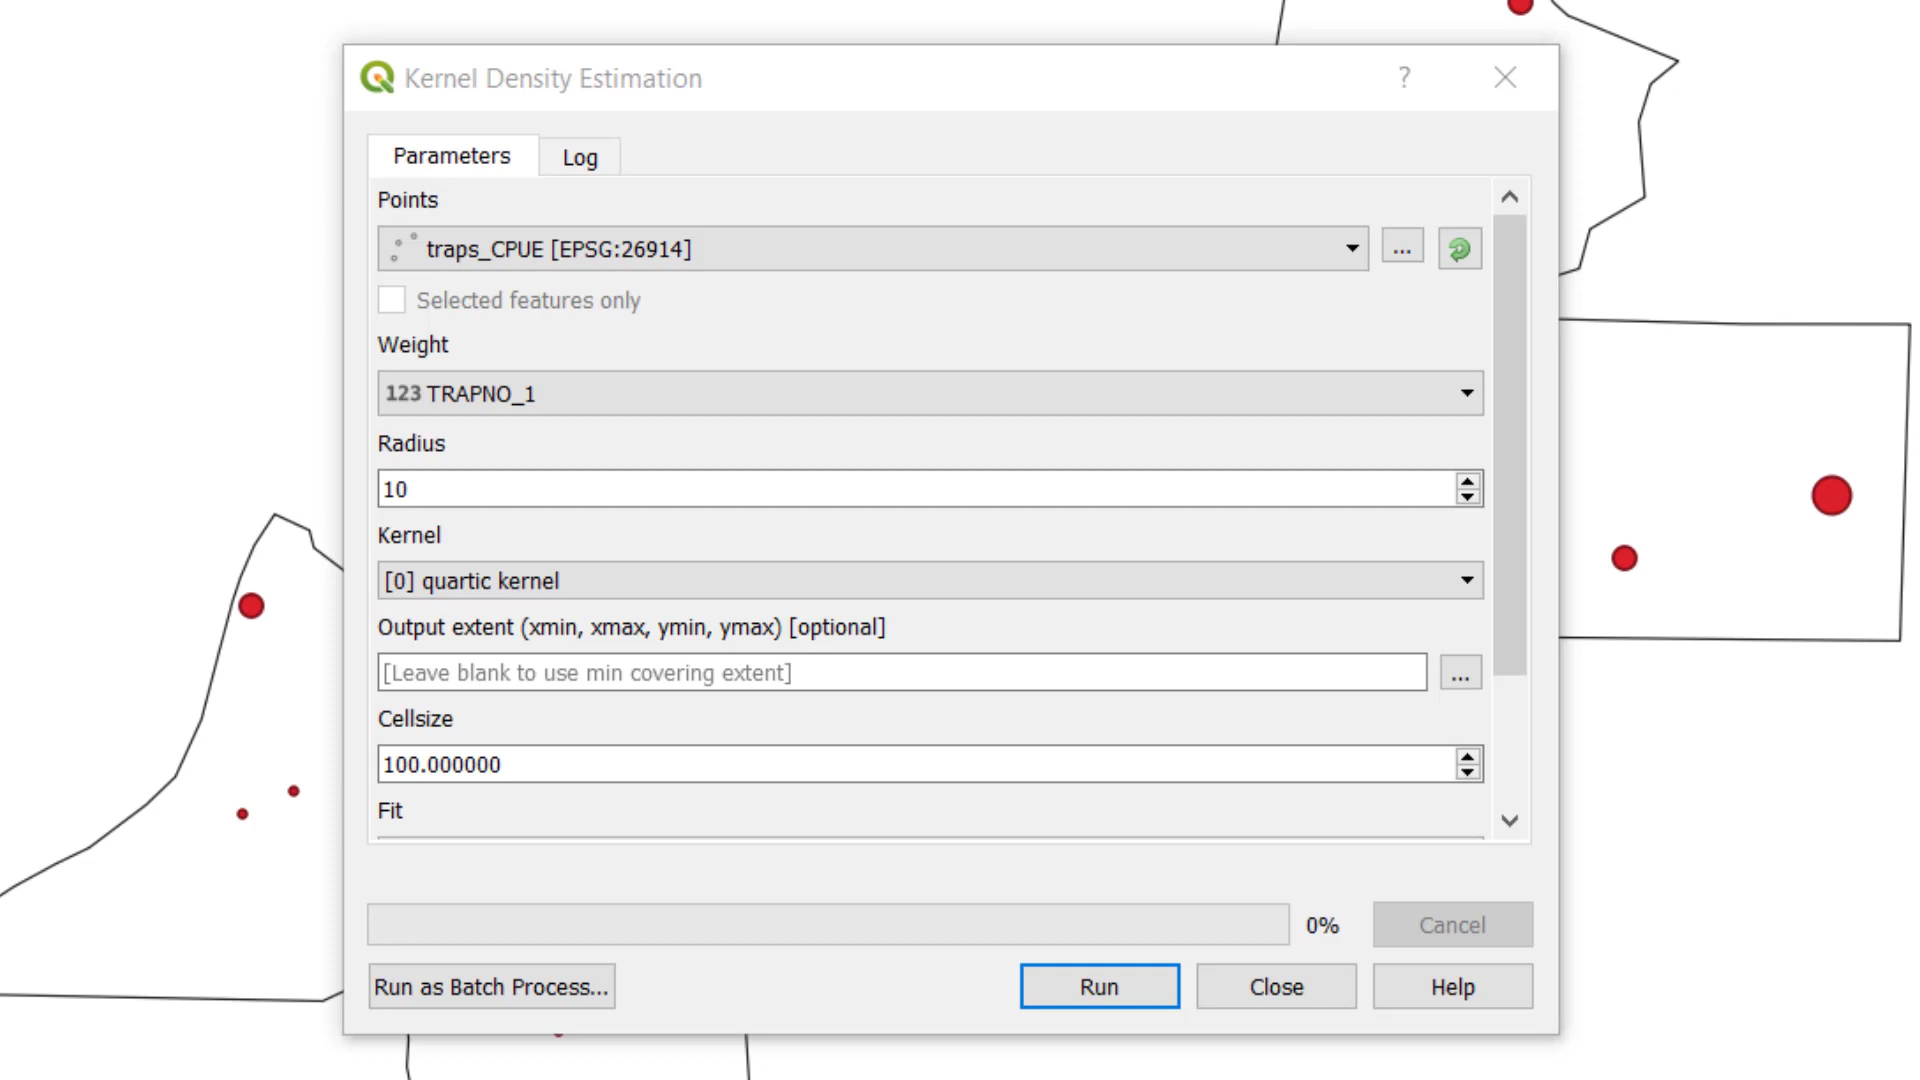 Kernel Density Estimation
?
Parameters
Log
Points
traps_CPUE [EPSG:26914]
...
Selected features only
Weight
123 TRAPNO_1
Radius
10
Kernel
[0] quartic kernel
Output extent (xmin, xmax, ymin, ymax) [optional]
[Leave blank to use min covering extent]
...
Cellsize
100.000000
Fit
0%
Cancel
Run as Batch Process...
Run
Close
Help